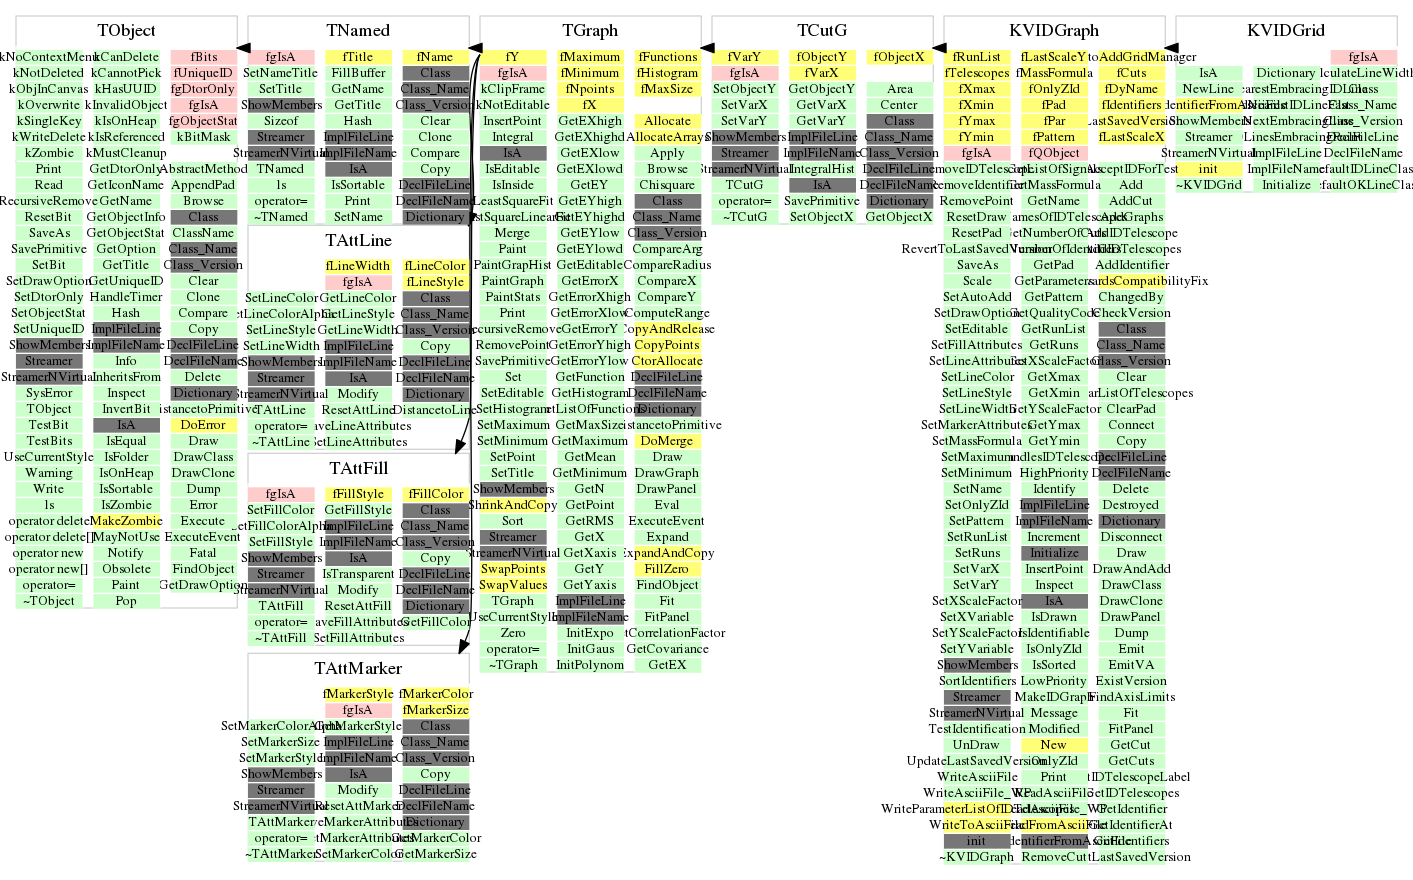 TObject
kNoContextMenu kCanDelete fBits
kNotDeleted kCannotPick fUniqueID
kObjInCanvas kHasUUID fgDtorOnly
kOverwrite kInvalidObject fgIsA
kSingleKey kIsOnHeap fgObjectStat
kWriteDelete kIsReferenced kBitMask
kZombie kMustCleanup
Print GetDtorOnly AbstractMethod
Read GetIconName AppendPad
RecursiveRemove GetName Browse
ResetBit GetObjectInfo Class
SaveAs GetObjectStat ClassName
SavePrimitive GetOption Class_Name
SetBit GetTitle Class_Version
SetDrawOption GetUniqueID Clear
SetDtorOnly HandleTimer Clone
SetObjectStat Hash Compare
SetUniqueID ImplFileLine Copy
ShowMembers ImplFileName DeclFileLine
Streamer Info DeclFileName
StreamerNVirtual InheritsFrom Delete
SysError Inspect Dictionary
TObject InvertBit DistancetoPrimitive
TestBit IsA DoError
TestBits IsEqual Draw
UseCurrentStyle IsFolder DrawClass
Warning IsOnHeap DrawClone
Write IsSortable Dump
ls IsZombie Error
operator delete MakeZombie Execute
operator delete[] MayNotUse ExecuteEvent
operator new Notify Fatal
operator new[] Obsolete FindObject
operator= Paint GetDrawOption
~TObject Pop
TNamed
fgIsA fTitle fName
SetNameTitle FillBuffer Class
SetTitle GetName Class_Name
ShowMembers GetTitle Class_Version
Sizeof Hash Clear
Streamer ImplFileLine Clone
StreamerNVirtual ImplFileName Compare
TNamed IsA Copy
ls IsSortable DeclFileLine
operator= Print DeclFileName
~TNamed SetName Dictionary
TAttLine
fLineWidth fLineColor
fgIsA fLineStyle
SetLineColor GetLineColor Class
SetLineColorAlpha GetLineStyle Class_Name
SetLineStyle GetLineWidth Class_Version
SetLineWidth ImplFileLine Copy
ShowMembers ImplFileName DeclFileLine
Streamer IsA DeclFileName
StreamerNVirtual Modify Dictionary
TAttLine ResetAttLine DistancetoLine
operator= SaveLineAttributes
~TAttLine SetLineAttributes
TAttFill
fgIsA fFillStyle fFillColor
SetFillColor GetFillStyle Class
SetFillColorAlpha ImplFileLine Class_Name
SetFillStyle ImplFileName Class_Version
ShowMembers IsA Copy
Streamer IsTransparent DeclFileLine
StreamerNVirtual Modify DeclFileName
TAttFill ResetAttFill Dictionary
operator= SaveFillAttributes GetFillColor
~TAttFill SetFillAttributes
TAttMarker
fMarkerStyle fMarkerColor
fgIsA fMarkerSize
SetMarkerColorAlpha GetMarkerStyle Class
SetMarkerSize ImplFileLine Class_Name
SetMarkerStyle ImplFileName Class_Version
ShowMembers IsA Copy
Streamer Modify DeclFileLine
StreamerNVirtual ResetAttMarker DeclFileName
TAttMarker SaveMarkerAttributes Dictionary
operator= SetMarkerAttributes GetMarkerColor
~TAttMarker SetMarkerColor GetMarkerSize
TGraph
fY fMaximum fFunctions
fgIsA fMinimum fHistogram
kClipFrame fNpoints fMaxSize
kNotEditable fX
InsertPoint GetEXhigh Allocate
Integral GetEXhighd AllocateArrays
IsA GetEXlow Apply
IsEditable GetEXlowd Browse
IsInside GetEY Chisquare
LeastSquareFit GetEYhigh Class
LeastSquareLinearFit GetEYhighd Class_Name
Merge GetEYlow Class_Version
Paint GetEYlowd CompareArg
PaintGrapHist GetEditable CompareRadius
PaintGraph GetErrorX CompareX
PaintStats GetErrorXhigh CompareY
Print GetErrorXlow ComputeRange
RecursiveRemove GetErrorY CopyAndRelease
RemovePoint GetErrorYhigh CopyPoints
SavePrimitive GetErrorYlow CtorAllocate
Set GetFunction DeclFileLine
SetEditable GetHistogram DeclFileName
SetHistogram GetListOfFunctions Dictionary
SetMaximum GetMaxSize DistancetoPrimitive
SetMinimum GetMaximum DoMerge
SetPoint GetMean Draw
SetTitle GetMinimum DrawGraph
ShowMembers GetN DrawPanel
ShrinkAndCopy GetPoint Eval
Sort GetRMS ExecuteEvent
Streamer GetX Expand
StreamerNVirtual GetXaxis ExpandAndCopy
SwapPoints GetY FillZero
SwapValues GetYaxis FindObject
TGraph ImplFileLine Fit
UseCurrentStyle ImplFileName FitPanel
Zero InitExpo GetCorrelationFactor
operator= InitGaus GetCovariance
~TGraph InitPolynom GetEX
TCutG
fVarY fObjectY fObjectX
fgIsA fVarX
SetObjectY GetObjectY Area
SetVarX GetVarX Center
SetVarY GetVarY Class
ShowMembers ImplFileLine Class_Name
Streamer ImplFileName Class_Version
StreamerNVirtual IntegralHist DeclFileLine
TCutG IsA DeclFileName
operator= SavePrimitive Dictionary
~TCutG SetObjectX GetObjectX
KVIDGraph
fRunList fLastScaleY AddGridManager
fTelescopes fMassFormula fCuts
fXmax fOnlyZId fDyName
fXmin fPad fIdentifiers
fYmax fPar fLastSavedVersion
fYmin fPattern fLastScaleX
fgIsA fQObject
AcceptIDForTest
RemoveIdentifier GetMassFormula Add
RemovePoint GetName AddCut
ResetDraw AddGraphs
ResetPad GetNumberOfCuts AddIDTelescope
RevertToLastSavedVersion GetNumberOfIdentifiers AddIDTelescopes
SaveAs GetPad AddIdentifier
Scale GetParameters
SetAutoAdd GetPattern ChangedBy
SetDrawOption GetQualityCode CheckVersion
SetEditable GetRunList Class
SetFillAttributes GetRuns Class_Name
SetLineAttributes GetXScaleFactor Class_Version
SetLineColor GetXmax Clear
SetLineStyle GetXmin ClearListOfTelescopes
SetLineWidth GetYScaleFactor ClearPad
SetMarkerAttributes GetYmax Connect
SetMassFormula GetYmin Copy
SetMaximum HandlesIDTelescope DeclFileLine
SetMinimum HighPriority DeclFileName
SetName Identify Delete
SetOnlyZId ImplFileLine Destroyed
SetPattern ImplFileName Dictionary
SetRunList Increment Disconnect
SetRuns Initialize Draw
SetVarX InsertPoint DrawAndAdd
SetVarY Inspect DrawClass
SetXScaleFactor IsA DrawClone
SetXVariable IsDrawn DrawPanel
SetYScaleFactor IsIdentifiable Dump
SetYVariable IsOnlyZId Emit
ShowMembers IsSorted EmitVA
SortIdentifiers LowPriority ExistVersion
Streamer MakeIDGraph FindAxisLimits
StreamerNVirtual Message Fit
TestIdentification Modified FitPanel
UnDraw New GetCut
UpdateLastSavedVersion OnlyZId GetCuts
WriteAsciiFile Print GetIDTelescopeLabel
WriteAsciiFile_WP ReadAsciiFile GetIDTelescopes
ReadAsciiFile_WP GetIdentifier
WriteToAsciiFile ReadFromAsciiFile GetIdentifierAt
init GetIdentifiers
~KVIDGraph RemoveCut GetLastSavedVersion
KVIDGrid
fgIsA
IsA Dictionary CalculateLineWidths
NewLine Class
Class_Name
ShowMembers Class_Version
Streamer DeclFileLine
StreamerNVirtual ImplFileLine DeclFileName
init ImplFileName DefaultIDLineClass
~KVIDGrid Initialize DefaultOKLineClass